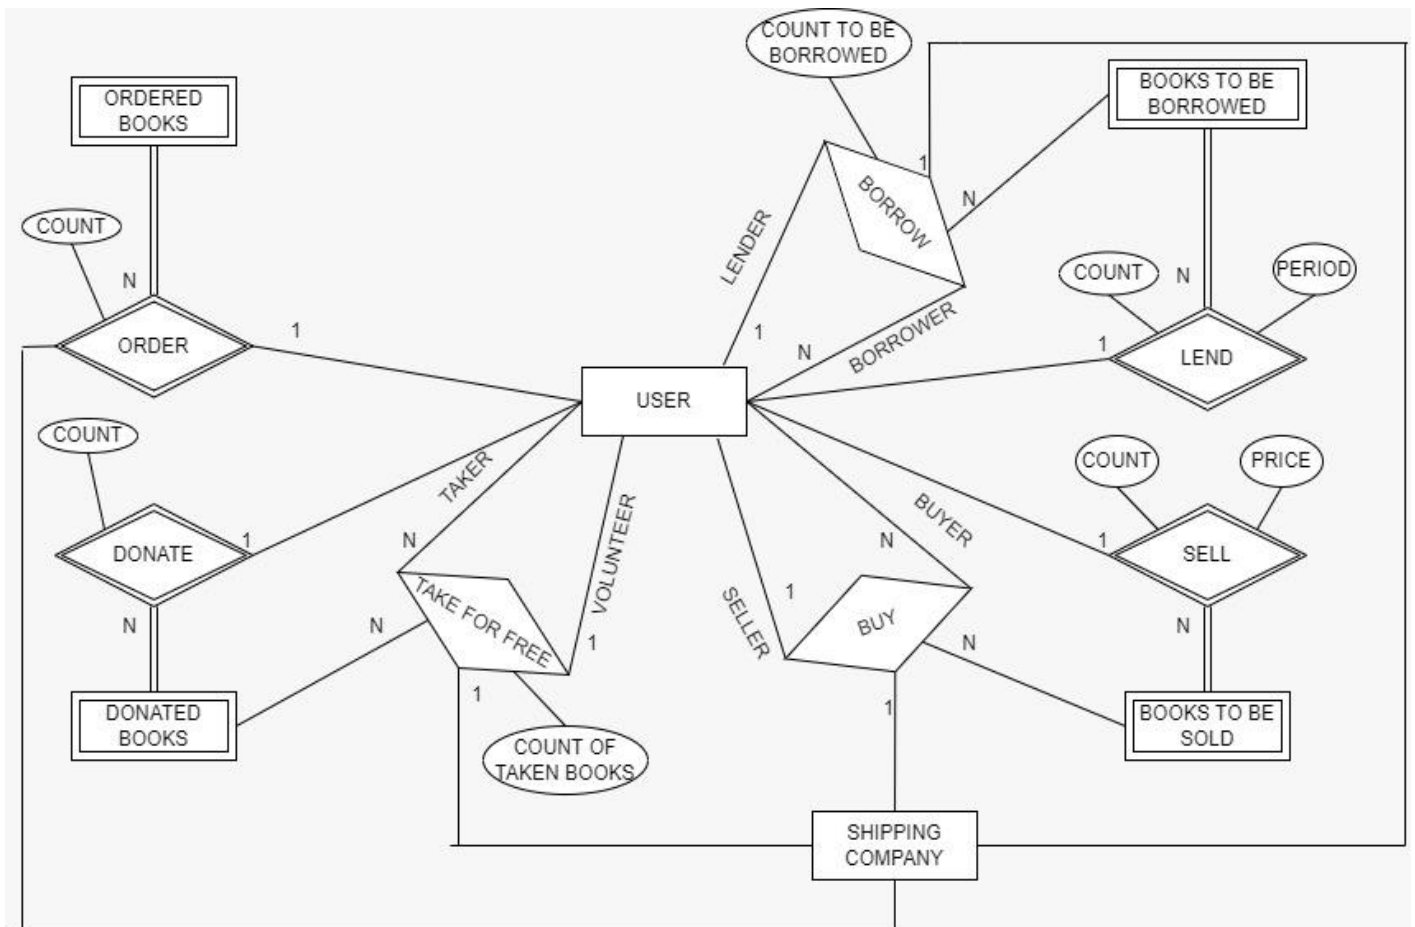 COUNT TO BE
BORROWED
ORDERED
BOOKS
BOOKS TO BE
BORROWED
1
BORROW
N
COUNT
LENDER
COUNT
PERIOD
N
N
ORDER
1
1
N
BORROWER
1
LEND
USER
COUNT
TAKER
COUNT
PRICE
VOLUNTEER
BUYER
DONATE
1
N
N
1
SELL
TAKE FOR FREE
SELLER
1
BUY
N
N
1
N
N
1
1
DONATED
BOOKS
BOOKS TO BE
SOLD
COUNT OF
TAKEN BOOKS
SHIPPING
COMPANY